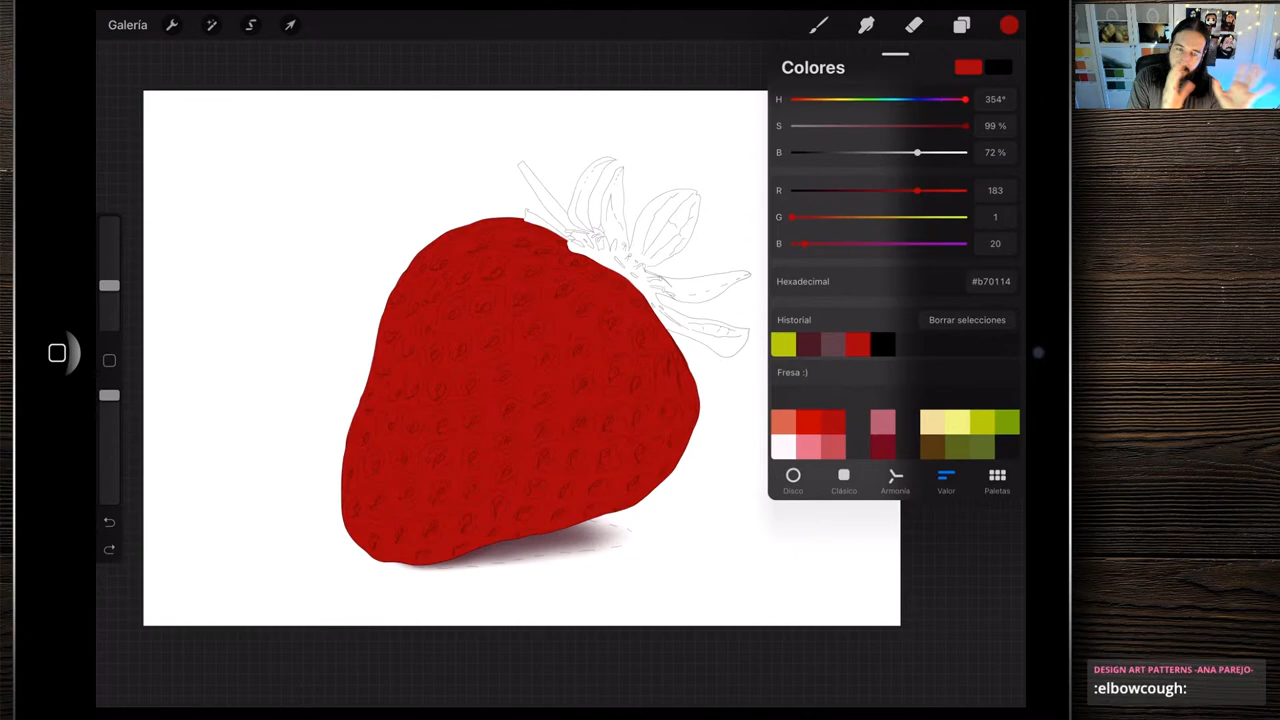 Galería
Colores
H 354°
S 99 %
B 72 %
R 183
G 1
B 20
Hexadecimal #b70114
Historial Borrar selecciones
Fresa :)
Disco Clásico Armonía Valor Paletas
DESIGN ART PATTERNS -ANA PAREJO-
:elbowcough: